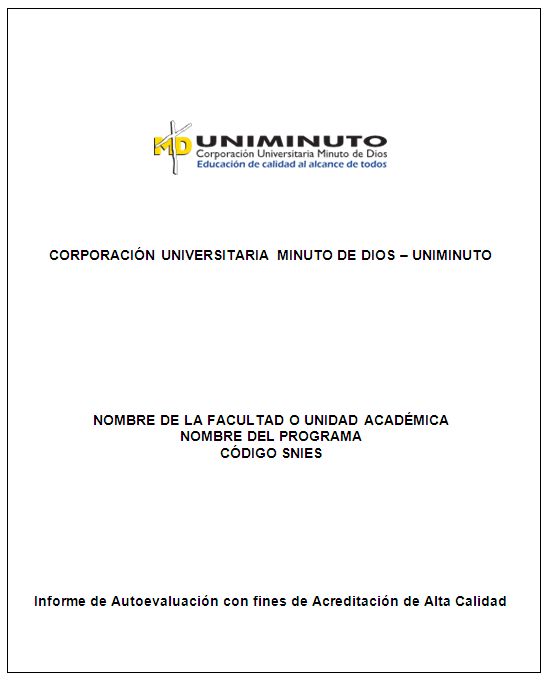 MD UNIMINUTO
Corporación Universitaria Minuto de Dios
Educación de calidad al alcance de todos
CORPORACIÓN UNIVERSITARIA MINUTO DE DIOS – UNIMINUTO
NOMBRE DE LA FACULTAD O UNIDAD ACADÉMICA
NOMBRE DEL PROGRAMA
CÓDIGO SNIES
Informe de Autoevaluación con fines de Acreditación de Alta Calidad